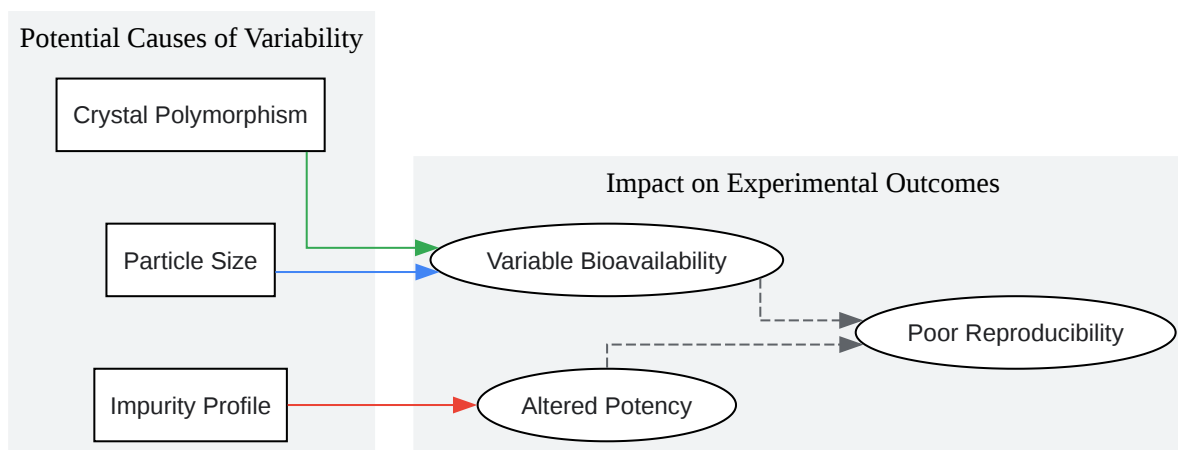 Potential Causes of Variability
Crystal Polymorphism
Particle Size
Impurity Profile
Impact on Experimental Outcomes
Variable Bioavailability
Poor Reproducibility
Altered Potency